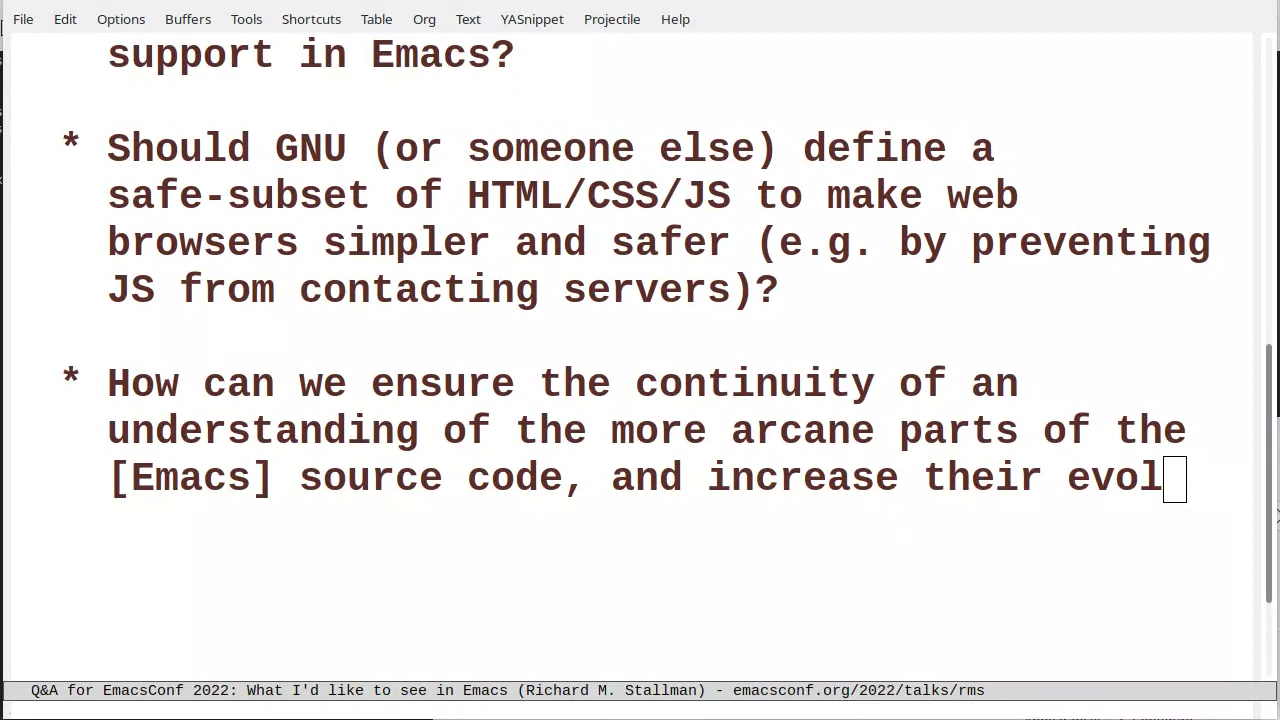 File Edit Options Buffers Tools Shortcuts Table Org Text YASnippet Projectile Help
support in Emacs?
* Should GNU (or someone else) define a
safe-subset of HTML/CSS/JS to make web
browsers simpler and safer (e.g. by preventing
JS from contacting servers)?
* How can we ensure the continuity of an
understanding of the more arcane parts of the
[Emacs] source code, and increase their evol
Q&A for EmacsConf 2022: What I'd like to see in Emacs (Richard M. Stallman) - emacsconf.org/2022/talks/rms